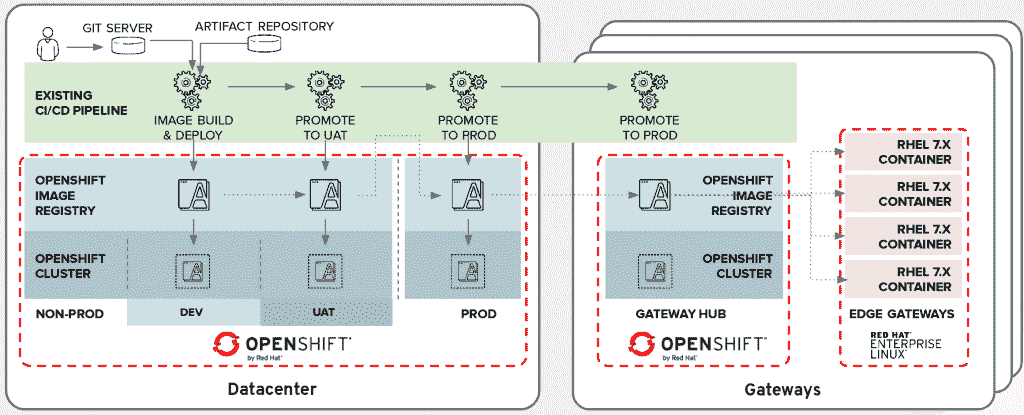 GIT SERVER
ARTIFACT REPOSITORY
EXISTING
CI/CD PIPELINE
IMAGE BUILD
& DEPLOY
PROMOTE
TO UAT
PROMOTE
TO PROD
PROMOTE
TO PROD
OPENSHIFT
IMAGE
REGISTRY
OPENSHIFT
CLUSTER
NON-PROD
DEV
UAT
PROD
OPENSHIFT
by Red Hat®
Datacenter
OPENSHIFT
IMAGE
REGISTRY
OPENSHIFT
CLUSTER
GATEWAY HUB
OPENSHIFT
by Red Hat®
RHEL 7.X
CONTAINER
RHEL 7.X
CONTAINER
RHEL 7.X
CONTAINER
RHEL 7.X
CONTAINER
EDGE GATEWAYS
RED HAT®
ENTERPRISE
LINUX®
Gateways